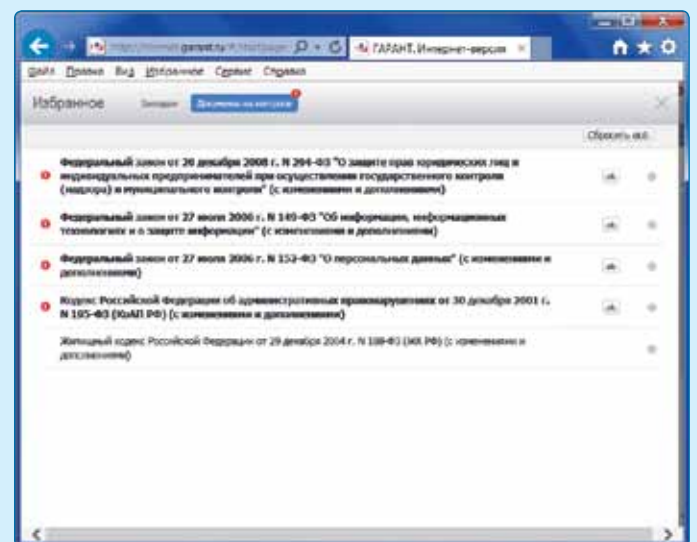 garant.ru
ГАРАНТ. Интернет-версия
Файл Правка Вид Избранное Сервис Справка
Избранное Закладки Документы на контроле
Сбросить всё
Федеральный закон от 26 декабря 2008 г. N 294-ФЗ "О защите прав юридических лиц и
индивидуальных предпринимателей при осуществлении государственного контроля
(надзора) и муниципального контроля" (с изменениями и дополнениями)
Федеральный закон от 27 июля 2006 г. N 149-ФЗ "Об информации, информационных
технологиях и о защите информации" (с изменениями и дополнениями)
Федеральный закон от 27 июля 2006 г. N 152-ФЗ "О персональных данных" (с изменениями и
дополнениями)
Кодекс Российской Федерации об административных правонарушениях от 30 декабря 2001 г.
N 195-ФЗ (КоАП РФ) (с изменениями и дополнениями)
Жилищный кодекс Российской Федерации от 29 декабря 2004 г. N 188-ФЗ (ЖК РФ) (с изменениями и
дополнениями)